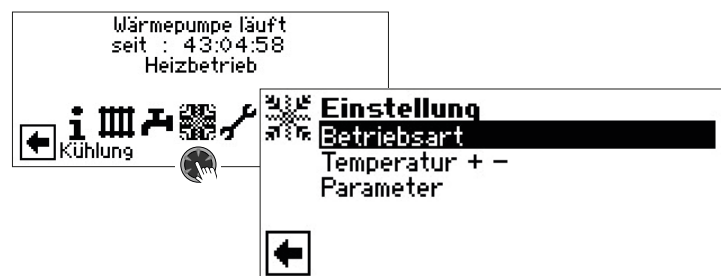 Wärmepumpe läuft
seit : 43:04:58
Heizbetrieb
Kühlung
Einstellung
Betriebsart
Temperatur + −
Parameter